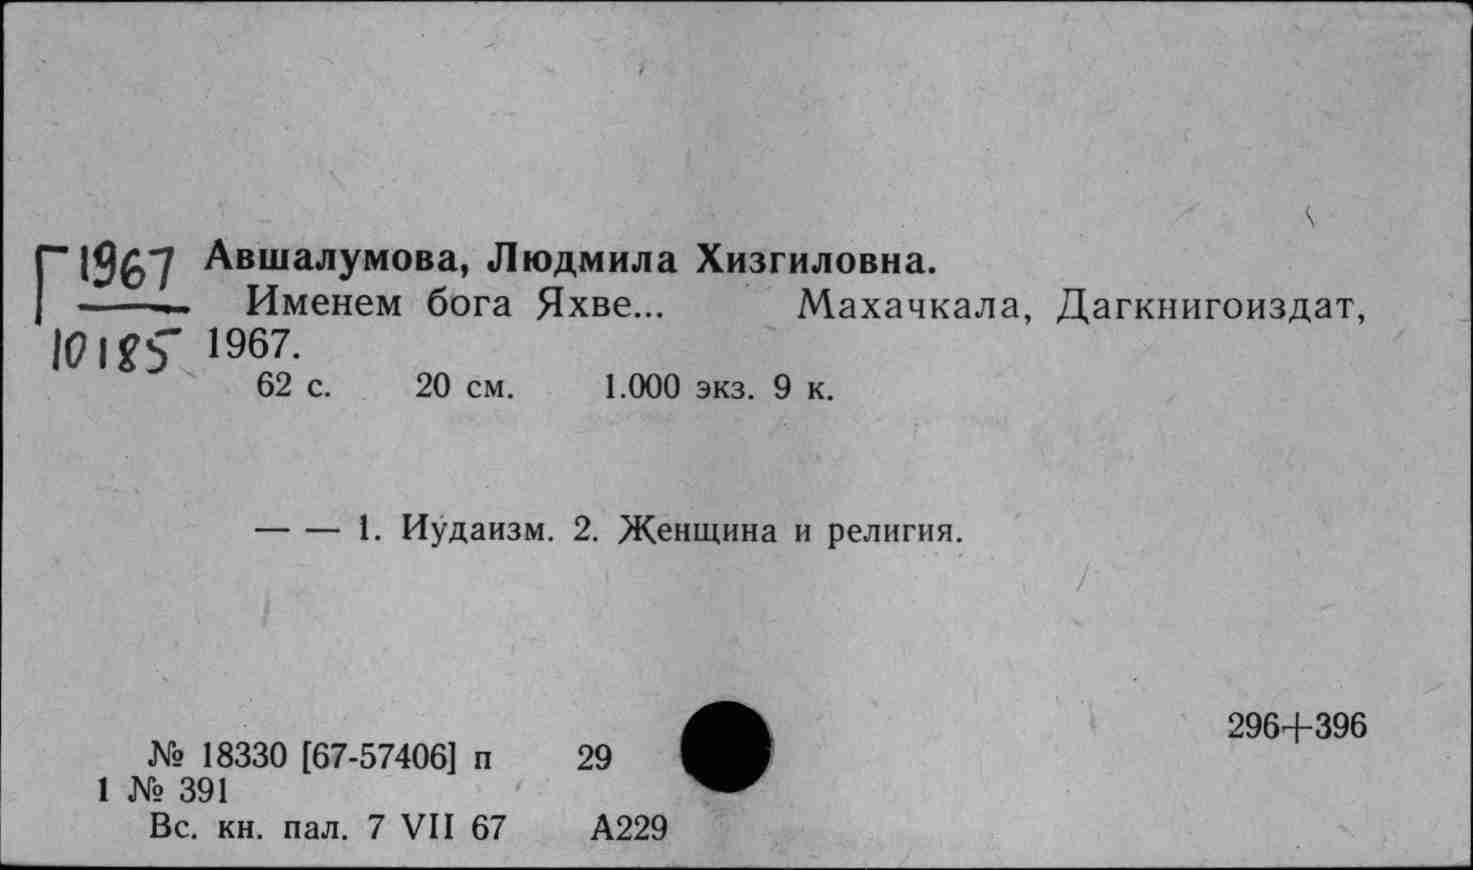 Г 1967 Авшалумова, Людмила Хизгиловна.
Именем бога Яхве... Махачкала, Дагкнигоиздат,
10185 1967.
62 с. 20 см. 1.000 экз. 9 к.
— — 1. Иудаизм. 2. Женщина и религия.
296+396
№ 18330 [67-57406] п 29
1 № 391
Вс. кн. пал. 7 VII 67 А229